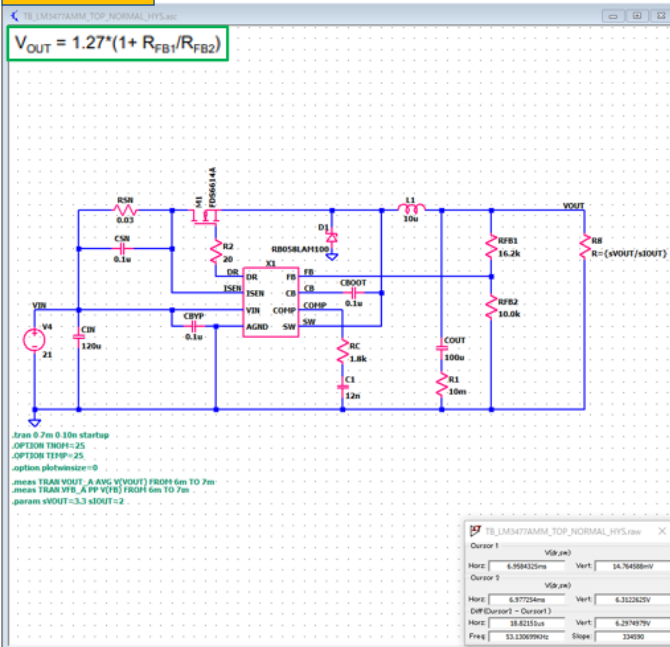 TB_LM3477AMM_TOP_NORMAL_HYS.asc
VOUT = 1.27*(1+ RFB1/RFB2)
M1
FDS6614A
RSN
0.03
CSN
0.1u
R2
20
D1
RB058LAM100
L1
10u
VOUT
RFB1
16.2k
R8
R={sVOUT/sIOUT}
X1
DR
DR
FB
FB
ISEN
ISEN
CB
CB
CBOOT
0.1u
VIN
VIN
COMP
COMP
AGND
SW
SW
RFB2
10.0k
V4
21
CIN
120u
CBYP
0.1u
RC
1.8k
COUT
100u
C1
12n
R1
10m
.tran 0 7m 0 10n startup
.OPTION TNOM=25
.OPTION TEMP=25
.option plotwinsize=0
.meas TRAN VOUT_A AVG V(VOUT) FROM 6m TO 7m
.meas TRAN VFB_A PP V(FB) FROM 6m TO 7m
.param sVOUT=3.3 sIOUT=2
TB_LM3477AMM_TOP_NORMAL_HYS.raw
Cursor 1
V(dr,sw)
Horz: 6.9584325ms Vert: 14.764588mV
Cursor 2
V(dr,sw)
Horz: 6.977254ms Vert: 6.3122625V
Diff (Cursor2 - Cursor1)
Horz: 18.82151us Vert: 6.2974979V
Freq: 53.130699KHz Slope: 334590